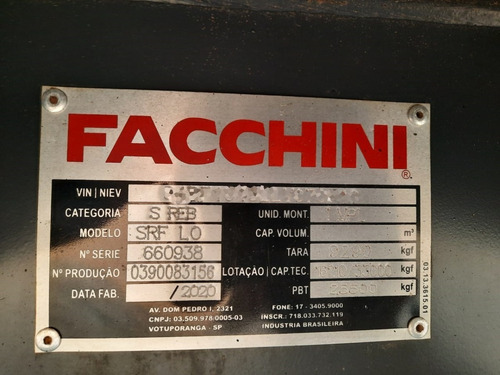 FACCHINI
®
VIN | NIEV
CATEGORIA S REB UNID. MONT.
MODELO SRF LO CAP. VOLUM. m³
Nº SERIE 660938 TARA kgf
Nº PRODUÇÃO 0390083156 LOTAÇÃO | CAP.TEC. kgf
DATA FAB. /2020 PBT kgf
AV. DOM PEDRO I, 2321 FONE: 17 - 3405.9000
CNPJ: 03.509.978.0005-03 INSCR.: 718.033.732.119
VOTUPORANGA - SP INDUSTRIA BRASILEIRA
03.13.3615.01